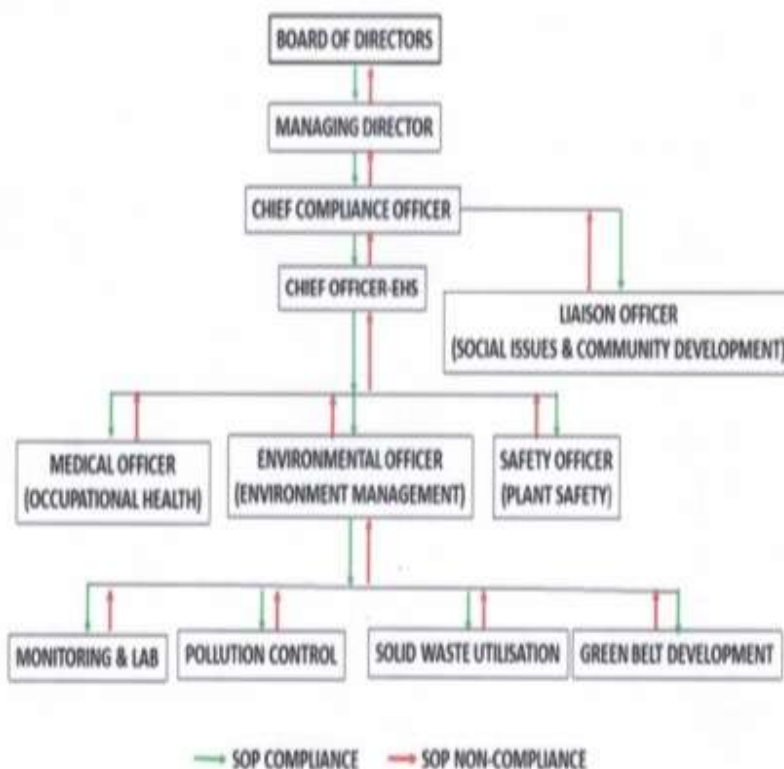 BOARD OF DIRECTORS
MANAGING DIRECTOR
CHIEF COMPLIANCE OFFICER
CHIEF OFFICER-EHS
LIAISON OFFICER
(SOCIAL ISSUES & COMMUNITY DEVELOPMENT)
MEDICAL OFFICER
(OCCUPATIONAL HEALTH)
ENVIRONMENTAL OFFICER
(ENVIRONMENT MANAGEMENT)
SAFETY OFFICER
(PLANT SAFETY)
MONITORING & LAB
POLLUTION CONTROL
SOLID WASTE UTILISATION
GREEN BELT DEVELOPMENT
SOP COMPLIANCE
SOP NON-COMPLIANCE